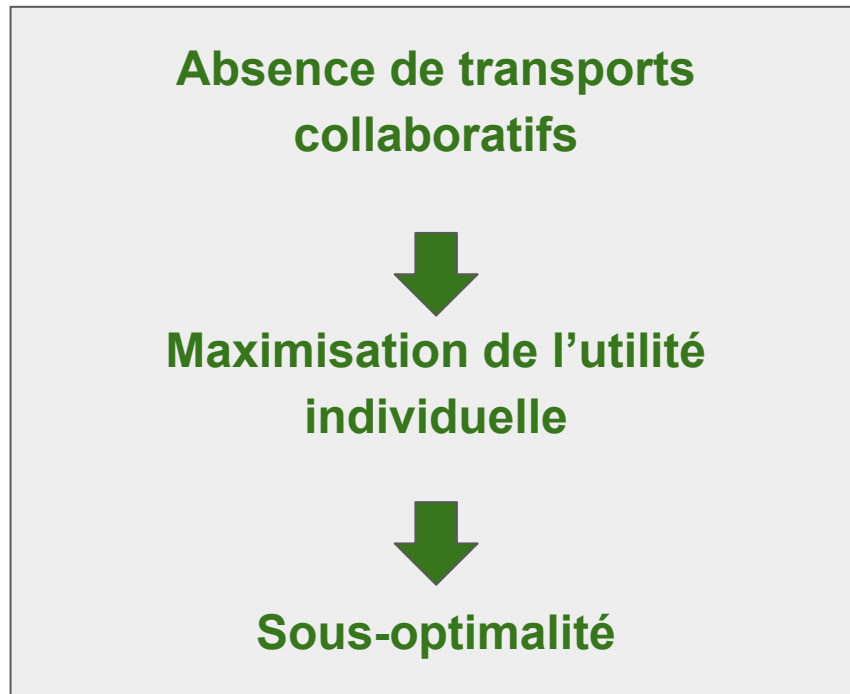 Absence de transports
collaboratifs
Maximisation de l’utilité
individuelle
Sous-optimalité